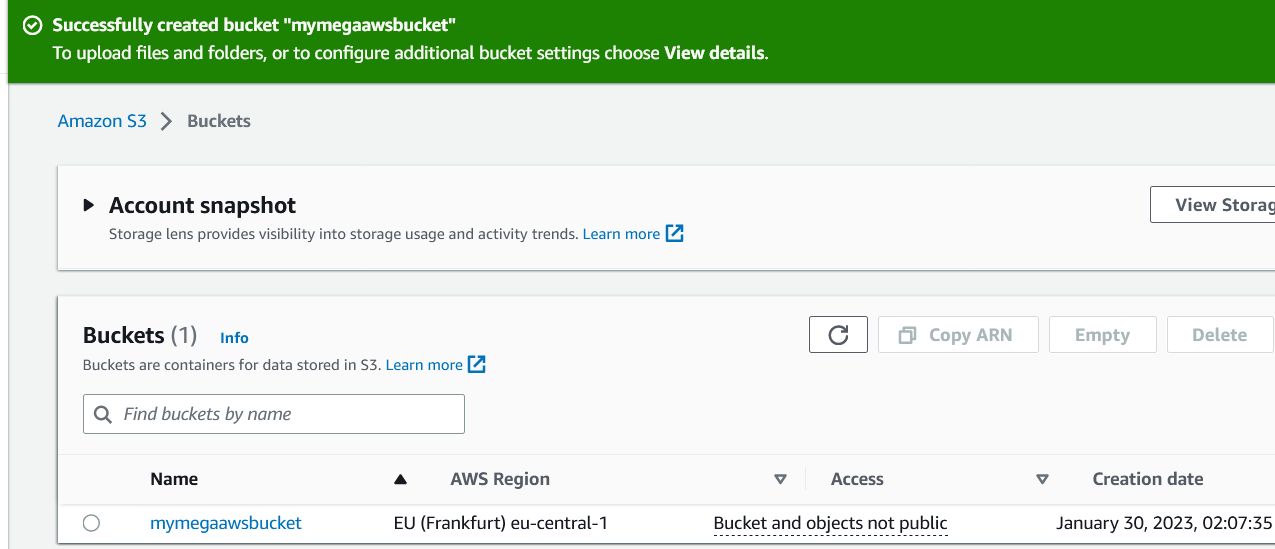 Successfully created bucket "mymegaawsbucket"
To upload files and folders, or to configure additional bucket settings choose View details.
Amazon S3 > Buckets
Account snapshot
View Storag
Storage lens provides visibility into storage usage and activity trends. Learn more
Buckets (1) Info
Copy ARN Empty Delete
Buckets are containers for data stored in S3. Learn more
Find buckets by name
Name AWS Region Access Creation date
mymegaawsbucket EU (Frankfurt) eu-central-1 Bucket and objects not public January 30, 2023, 02:07:35